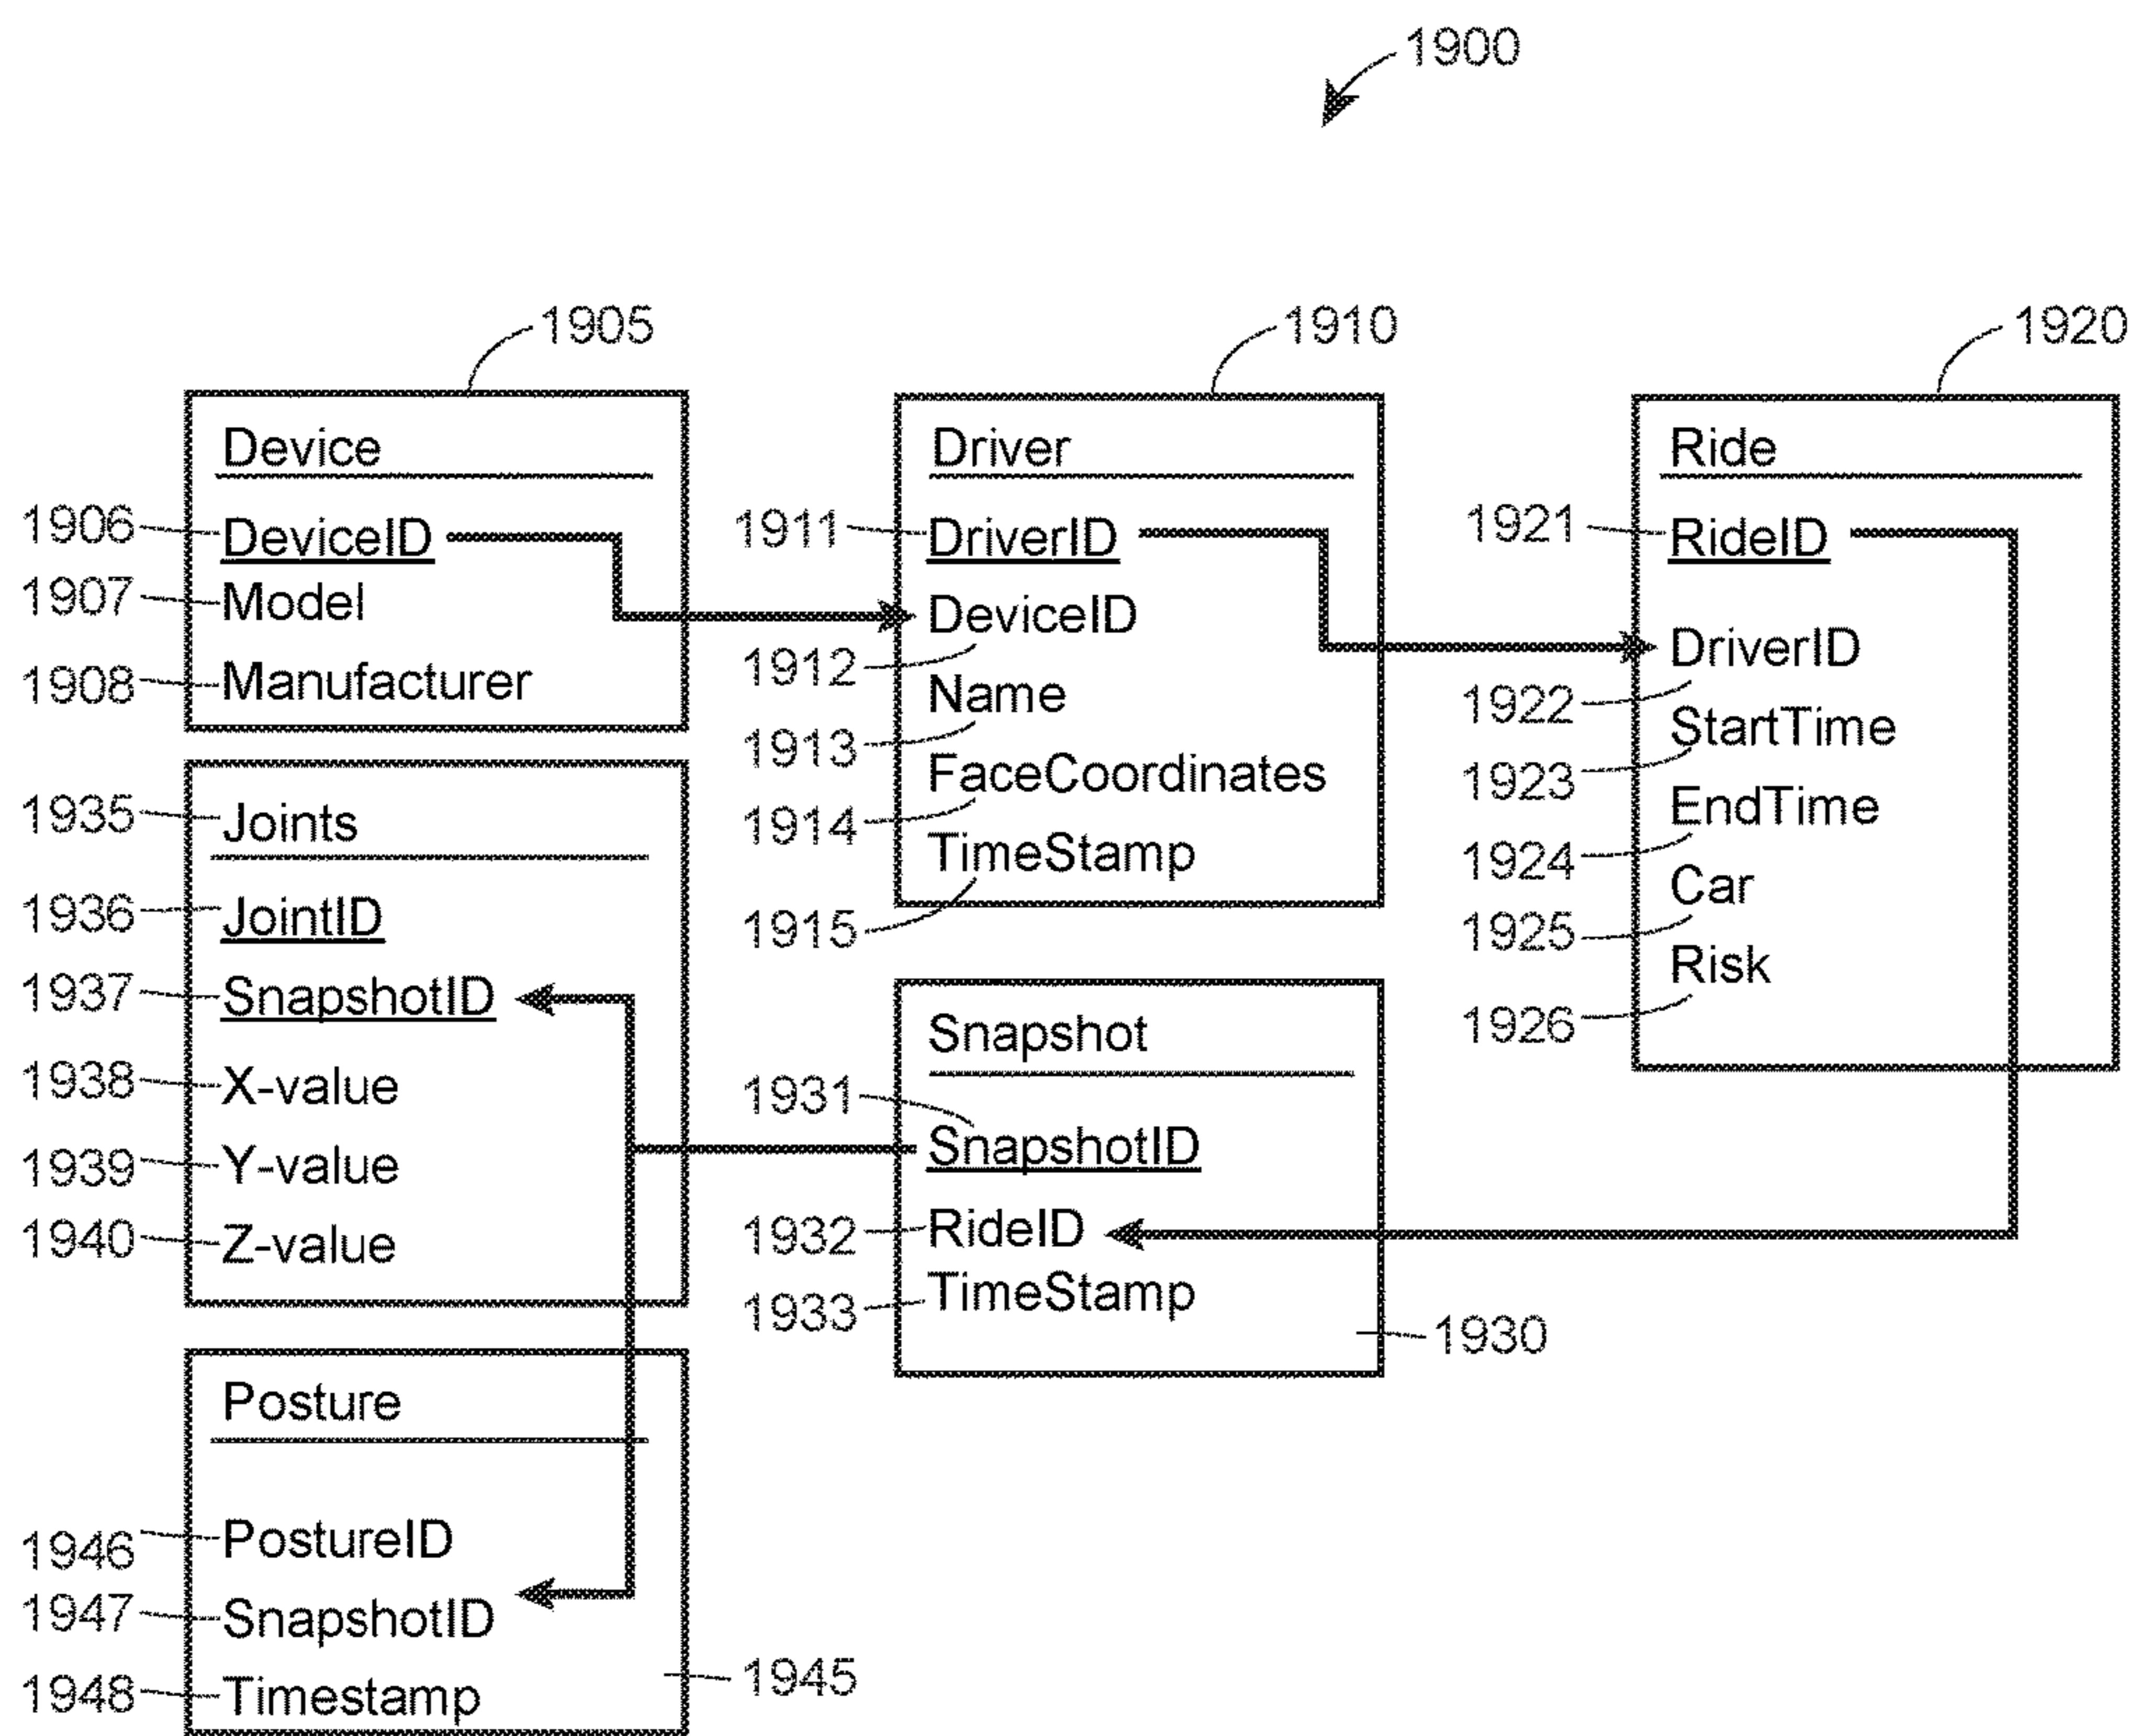 1900
1905
Device
1906 DeviceID
1907 Model
1908 Manufacturer
1910
Driver
1911 DriverID
DeviceID
1912
Name
1913
FaceCoordinates
1914
TimeStamp
1915
1920
Ride
1921 RideID
DriverID
1922
StartTime
1923
EndTime
1924
Car
1925
Risk
1926
1935 Joints
1936 JointID
1937 SnapshotID
1938 X-value
1939 Y-value
1940 Z-value
Snapshot
1931
SnapshotID
1932 RideID
1933 TimeStamp
1930
Posture
1946 PostureID
1947 SnapshotID
1948 Timestamp
1945